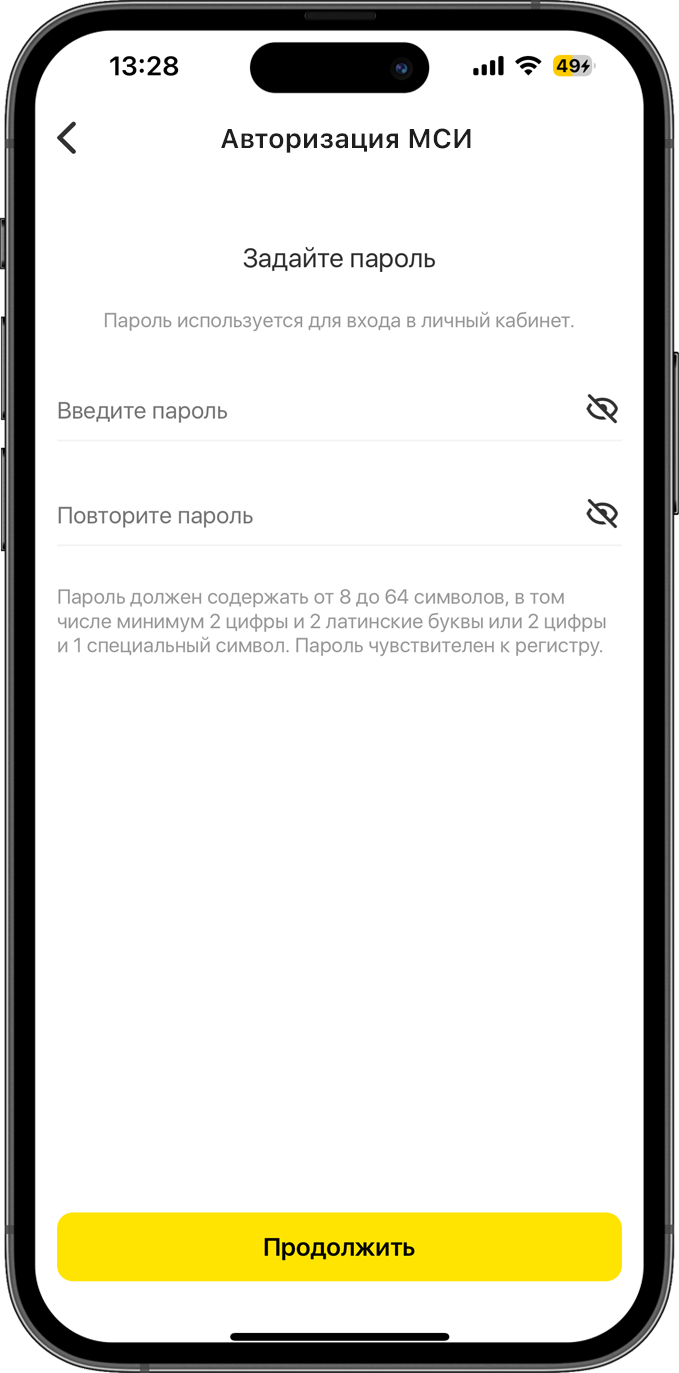 13:28
49
Авторизация МСИ
Задайте пароль
Пароль используется для входа в личный кабинет.
Введите пароль
Повторите пароль
Пароль должен содержать от 8 до 64 символов, в том
числе минимум 2 цифры и 2 латинские буквы или 2 цифры
и 1 специальный символ. Пароль чувствителен к регистру.
Продолжить